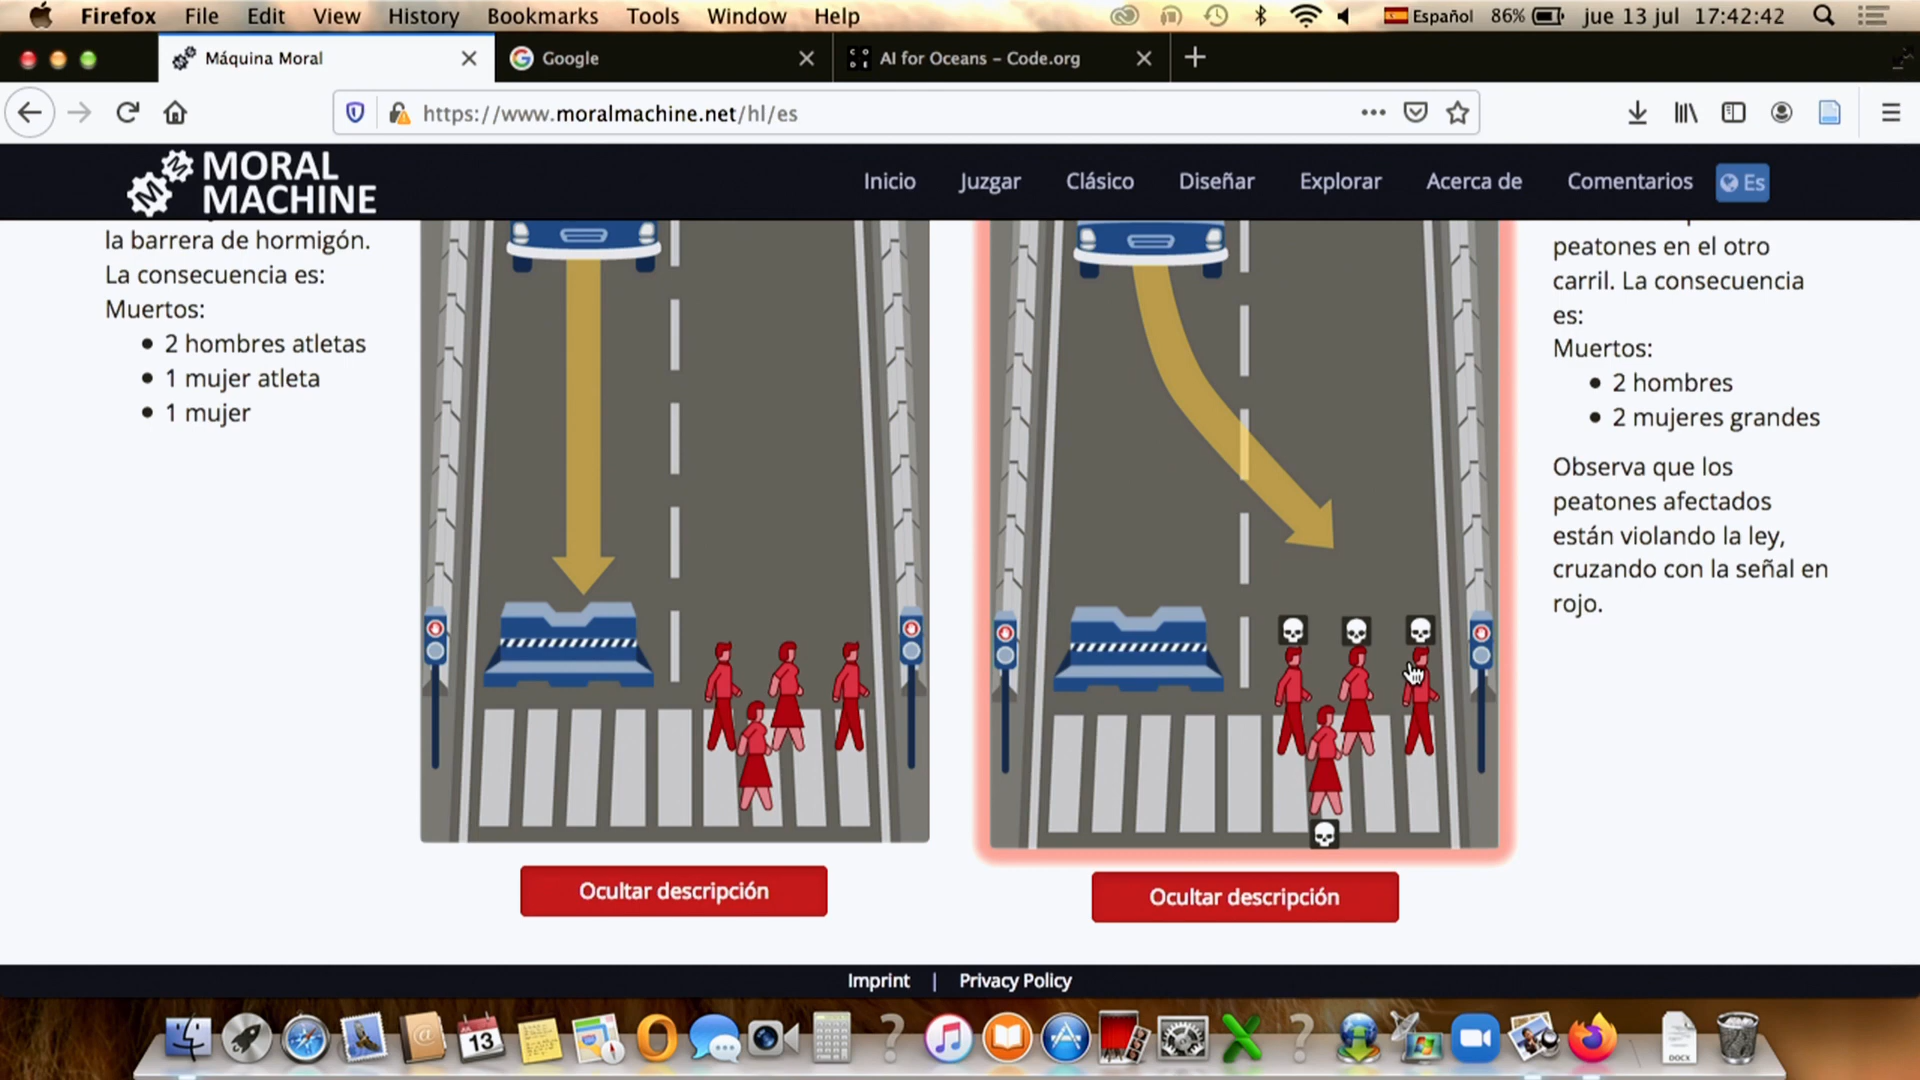 Firefox File Edit View History Bookmarks Tools Window Help Español 86% jue 13 jul 17:42:42
Máquina Moral Google AI for Oceans – Code.org
https://www.moralmachine.net/hl/es
MORAL MACHINE
Inicio Juzgar Clásico Diseñar Explorar Acerca de Comentarios Es
la barrera de hormigón.
La consecuencia es:
Muertos:
2 hombres atletas
1 mujer atleta
1 mujer
peatones en el otro
carril. La consecuencia
es:
Muertos:
2 hombres
2 mujeres grandes
Observa que los
peatones afectados
están violando la ley,
cruzando con la señal en
rojo.
Ocultar descripción
Ocultar descripción
Imprint | Privacy Policy
13
DOCX